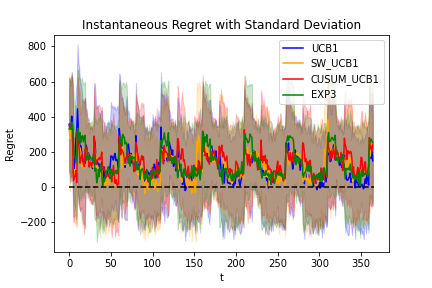 Instantaneous Regret with Standard Deviation
800
600
400
200
0
−200
Regret
UCB1
SW_UCB1
CUSUM_UCB1
EXP3
0 50 100 150 200 250 300 350
t